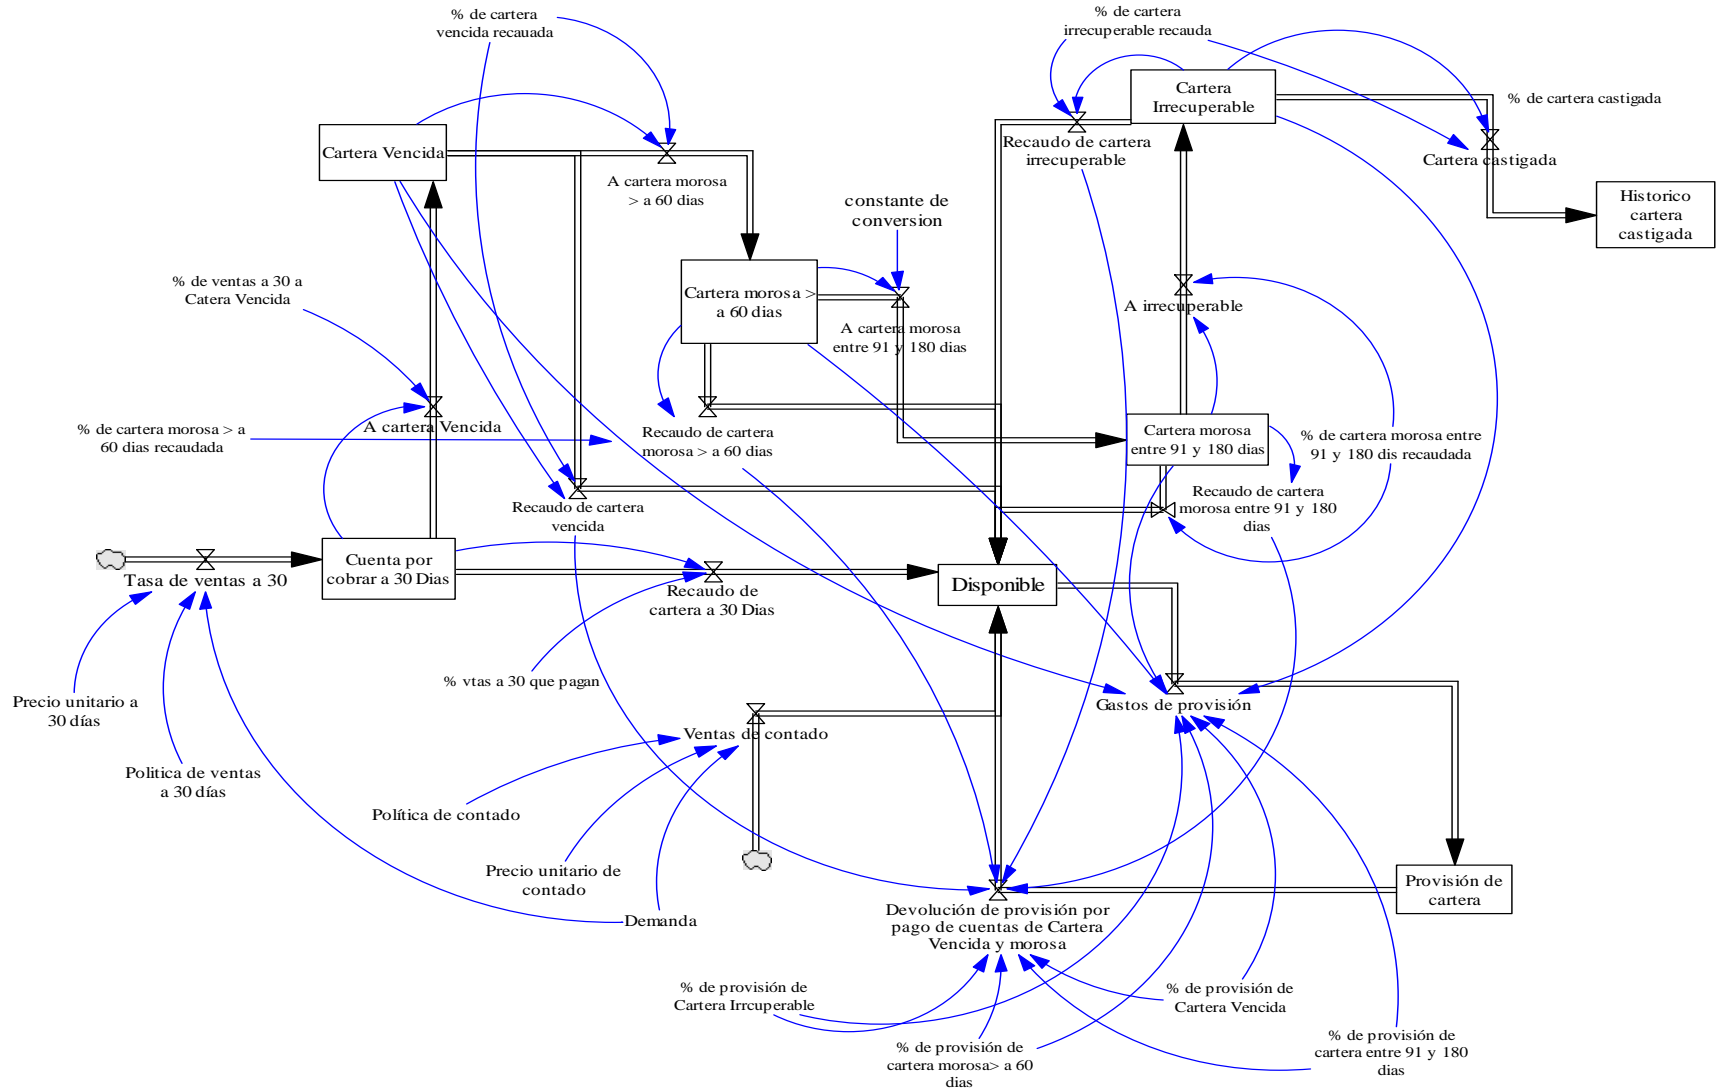 % de cartera
vencida recauada
% de cartera
irrecuperable recauda
Cartera
Irrecuperable
% de cartera castigada
Cartera Vencida
Recaudo de cartera
irrecuperable
Cartera castigada
A cartera morosa
> a 60 dias
constante de
conversion
Historico
cartera
castigada
% de ventas a 30 a
Catera Vencida
Cartera morosa >
a 60 dias
A cartera morosa
entre 91 y 180 dias
A irrecuperable
A cartera Vencida
% de cartera morosa > a
60 dias recaudada
Recaudo de cartera
morosa > a 60 dias
Cartera morosa
entre 91 y 180 dias
% de cartera morosa entre
91 y 180 dis recaudada
Recaudo de cartera
morosa entre 91 y 180
dias
Recaudo de cartera
vencida
Tasa de ventas a 30
Cuenta por
cobrar a 30 Dias
Recaudo de
cartera a 30 Dias
Disponible
% vtas a 30 que pagan
Precio unitario a
30 días
Gastos de provisión
Ventas de contado
Politica de ventas
a 30 días
Política de contado
Precio unitario de
contado
Demanda
Provisión de
cartera
Devolución de provisión por
pago de cuentas de Cartera
Vencida y morosa
% de provisión de
Cartera Irrcuperable
% de provisión de
Cartera Vencida
% de provisión de
cartera morosa> a 60
dias
% de provisión de
cartera entre 91 y 180
dias